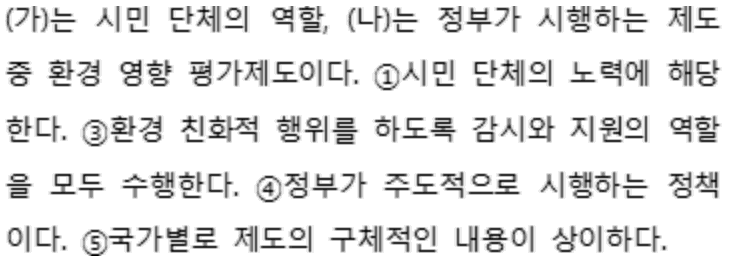 (가)는 시민 단체의 역할, (나)는 정부가 시행하는 제도
중 환경 영향 평가제도이다. ①시민 단체의 노력에 해당
한다. ③환경 친화적 행위를 하도록 감시와 지원의 역할
을 모두 수행한다. ④정부가 주도적으로 시행하는 정책
이다. ⑤국가별로 제도의 구체적인 내용이 상이하다.